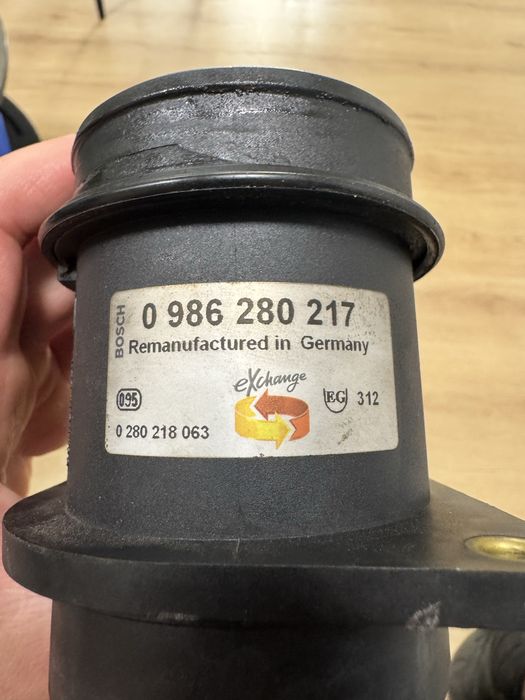 BOSCH
0 986 280 217
Remanufactured in Germany
eXchange
095
EG 312
0 280 218 063